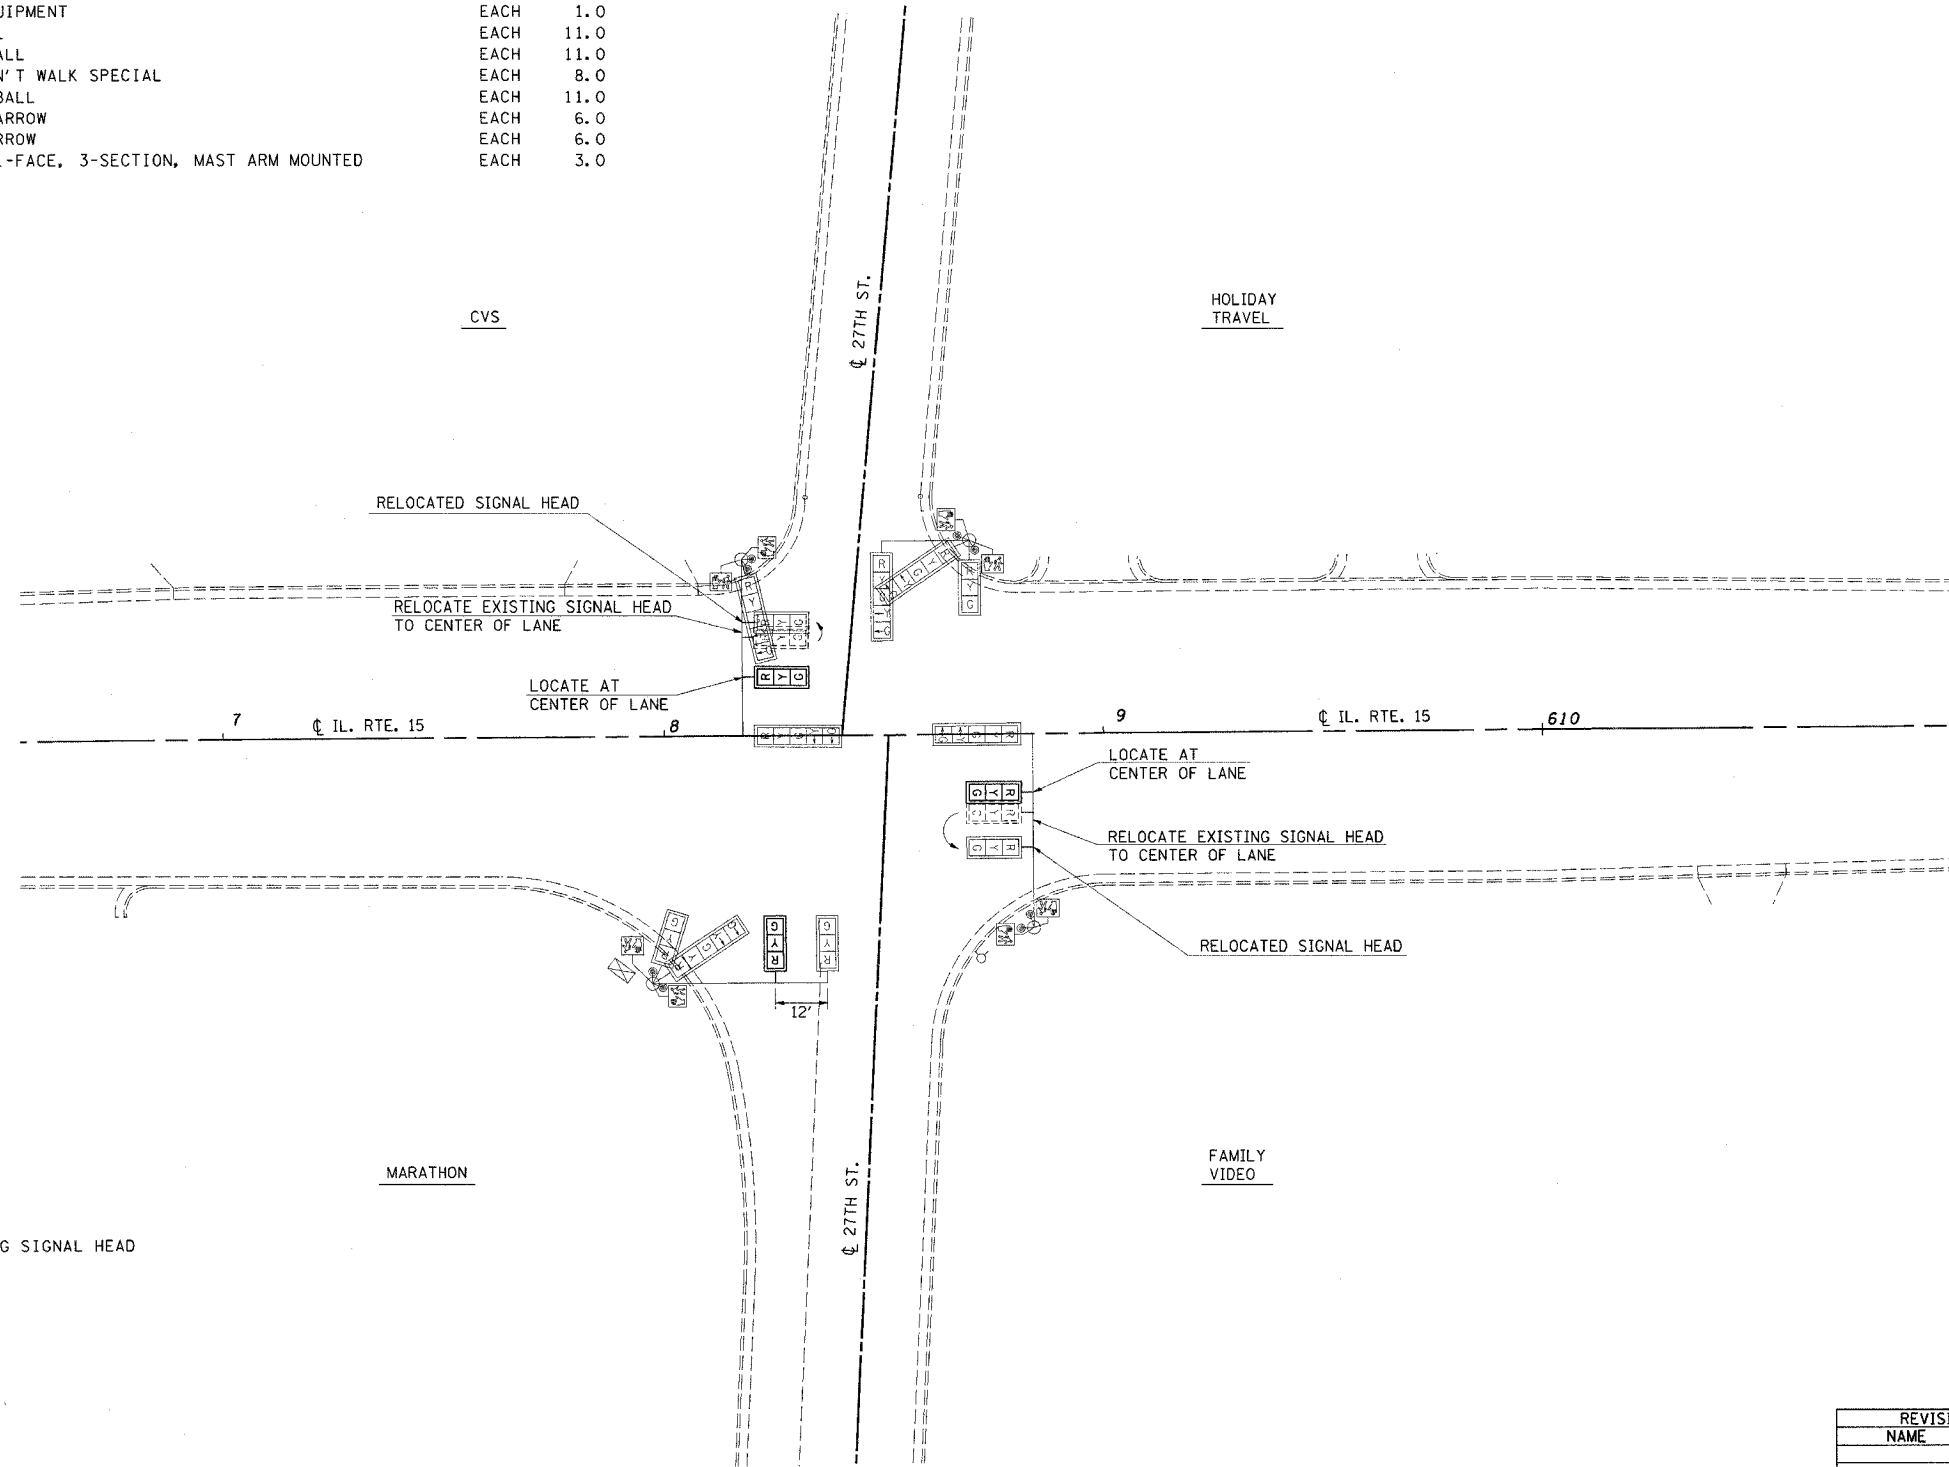 UIPMENT EACH 1.0
EACH 11.0
ALL EACH 11.0
N'T WALK SPECIAL EACH 8.0
BALL EACH 11.0
ARROW EACH 6.0
RROW EACH 6.0
-FACE, 3-SECTION, MAST ARM MOUNTED EACH 3.0
℄ 27TH ST.
CVS
HOLIDAY
TRAVEL
RELOCATED SIGNAL HEAD
RELOCATE EXISTING SIGNAL HEAD
TO CENTER OF LANE
LOCATE AT
CENTER OF LANE
R Y G
7 ℄ IL. RTE. 15 8 9 ℄ IL. RTE. 15 610
LOCATE AT
CENTER OF LANE
R Y G
RELOCATE EXISTING SIGNAL HEAD
TO CENTER OF LANE
R Y G
RELOCATED SIGNAL HEAD
R Y G
R Y G
12'
MARATHON
FAMILY
VIDEO
℄ 27TH ST.
G SIGNAL HEAD
REVISI
NAME